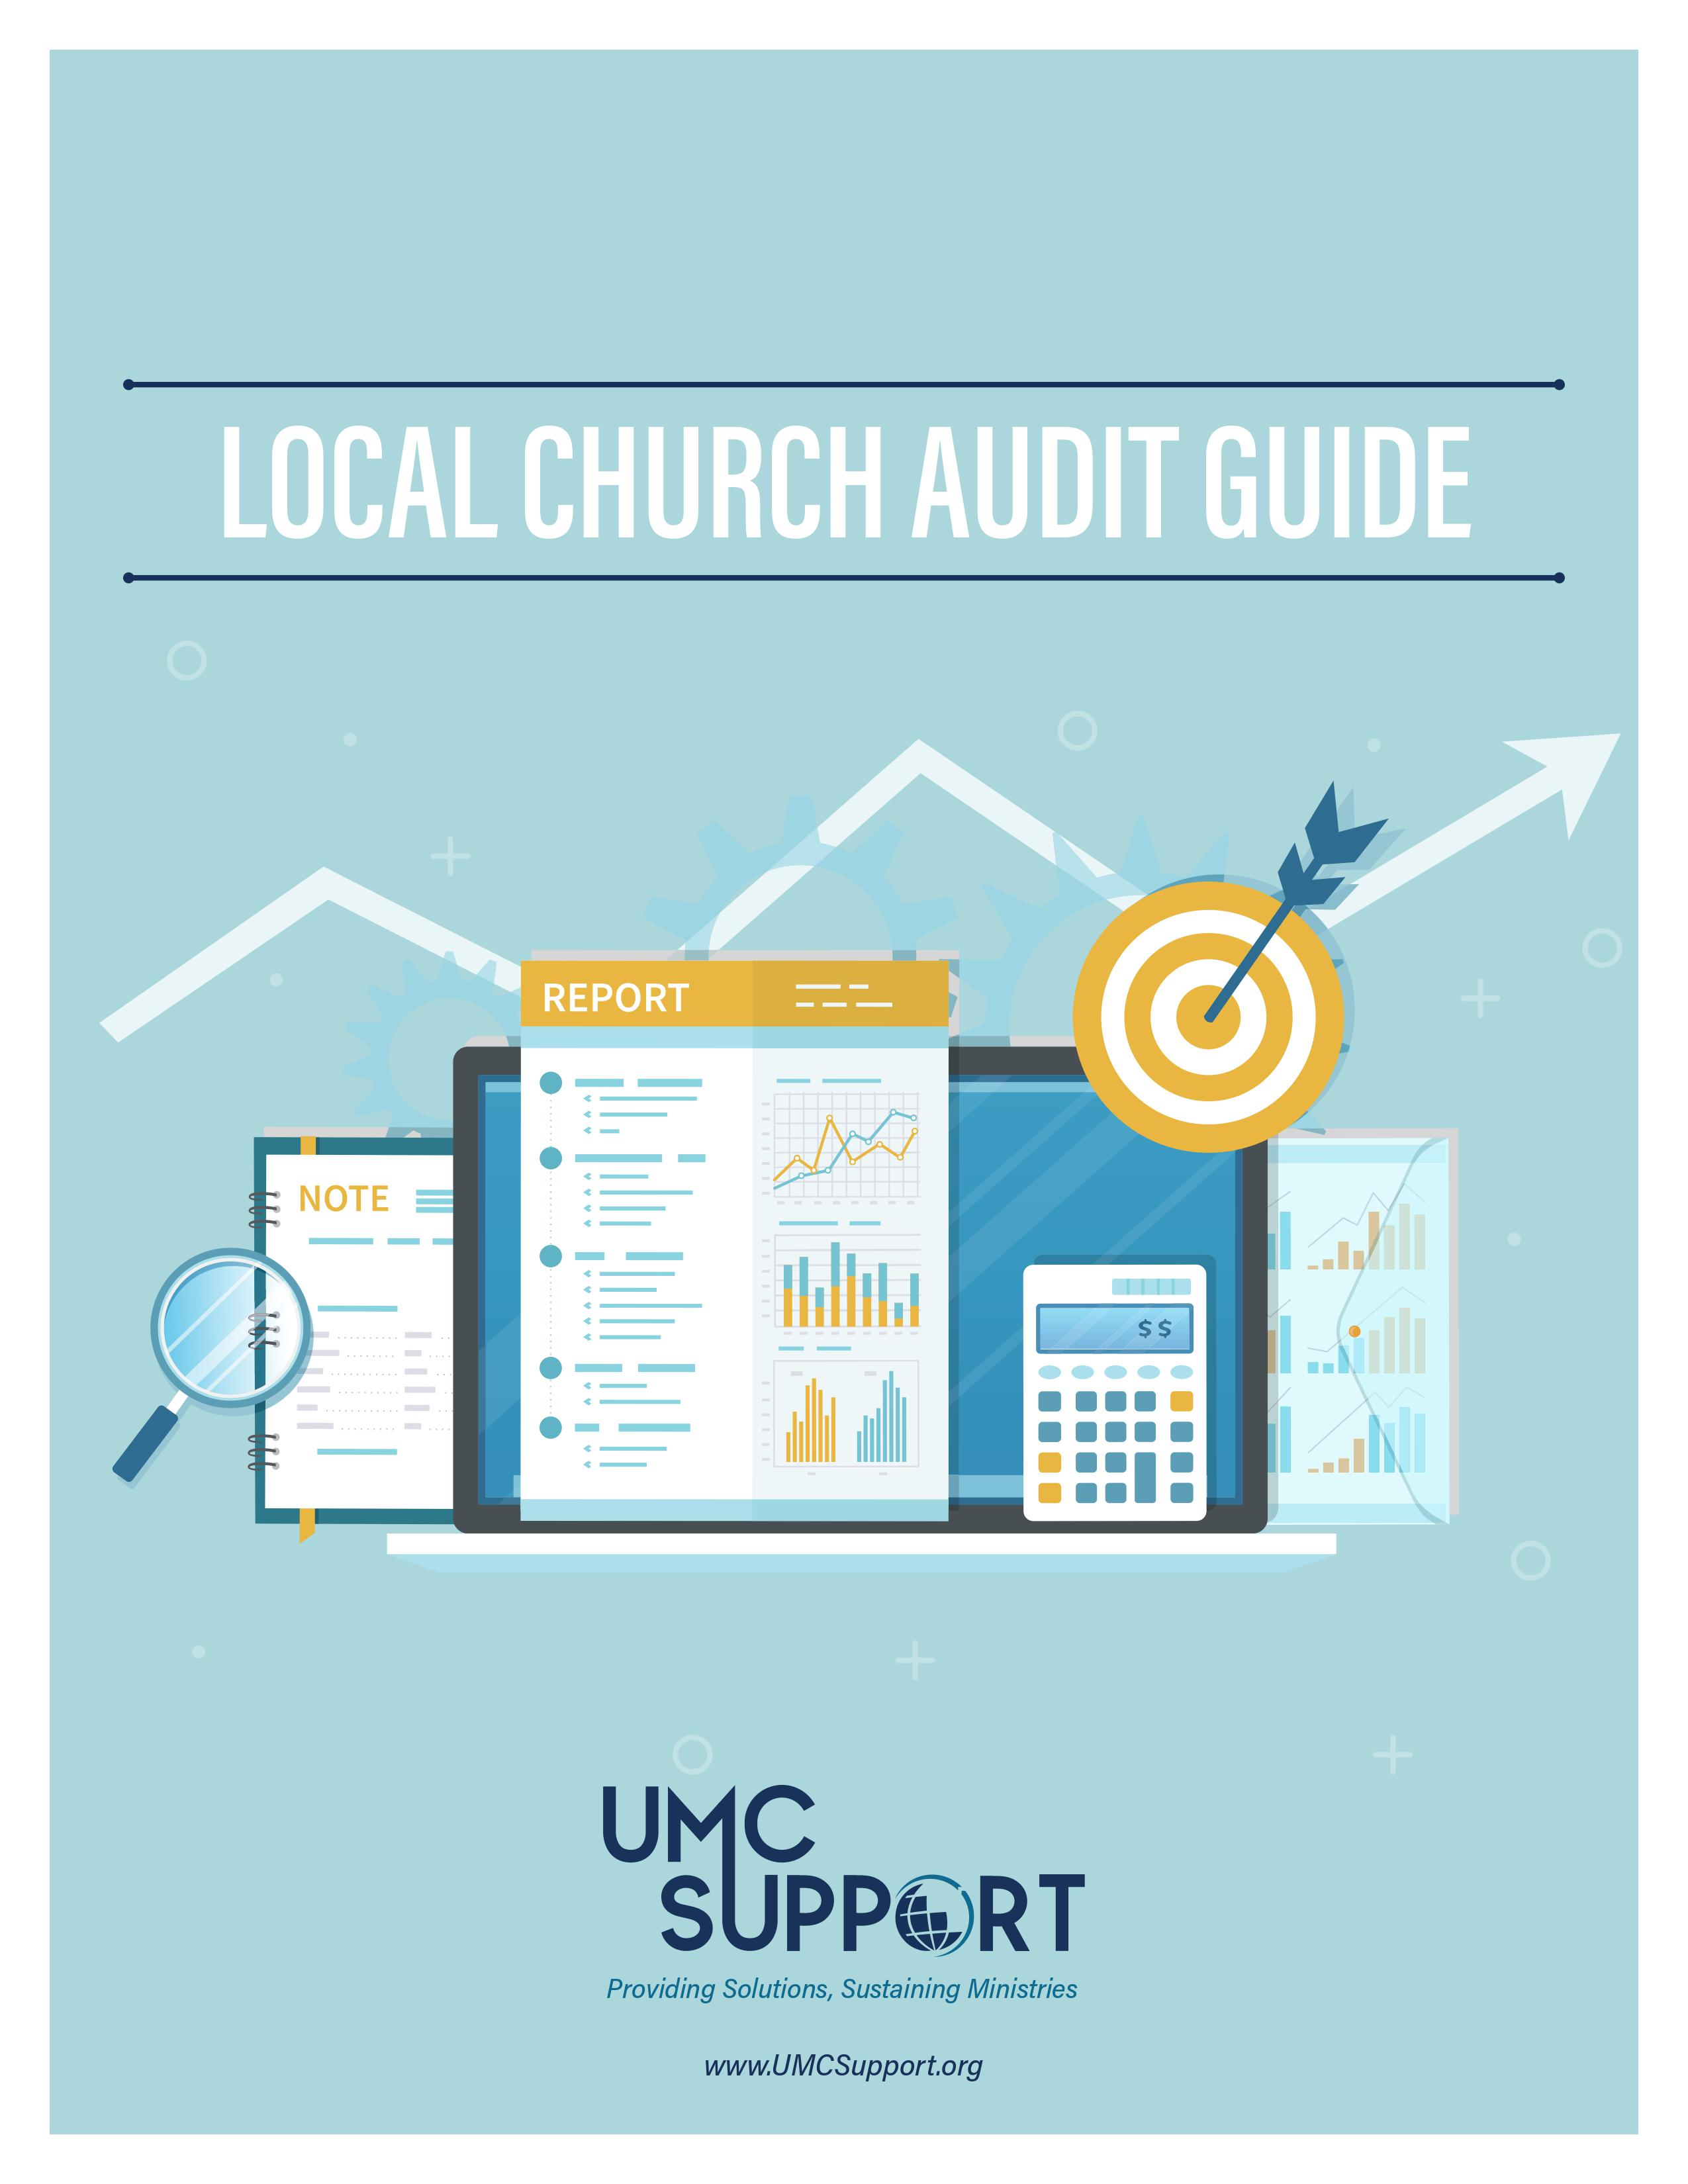 LOCAL CHURCH AUDIT GUIDE
REPORT
NOTE
$$
UMC
SUPPORT
Providing Solutions, Sustaining Ministries
www.UMCSupport.org